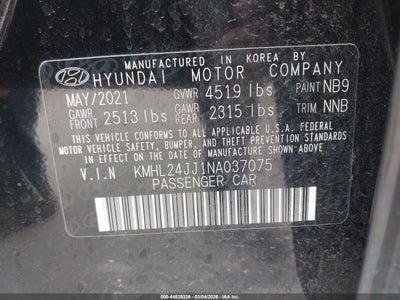 MANUFACTURED IN KOREA BY
HYUNDAI MOTOR COMPANY
MAY/2021 GVWR 4519 lbs PAINT NB9
GAWR FRONT 2513 lbs GAWR REAR 2315 lbs TRIM NNB
THIS VEHICLE CONFORMS TO ALL APPLICABLE U.S.A. FEDERAL
MOTOR VEHICLE SAFETY, BUMPER, AND THEFT PREVENTION
STANDARDS IN EFFECT ON THE DATE OF MANUFACTURE SHOWN ABOVE.
V.I.N KMHL24JJ1NA037075
PASSENGER CAR
000-44529326 - 03/04/2026 - IAA Inc.